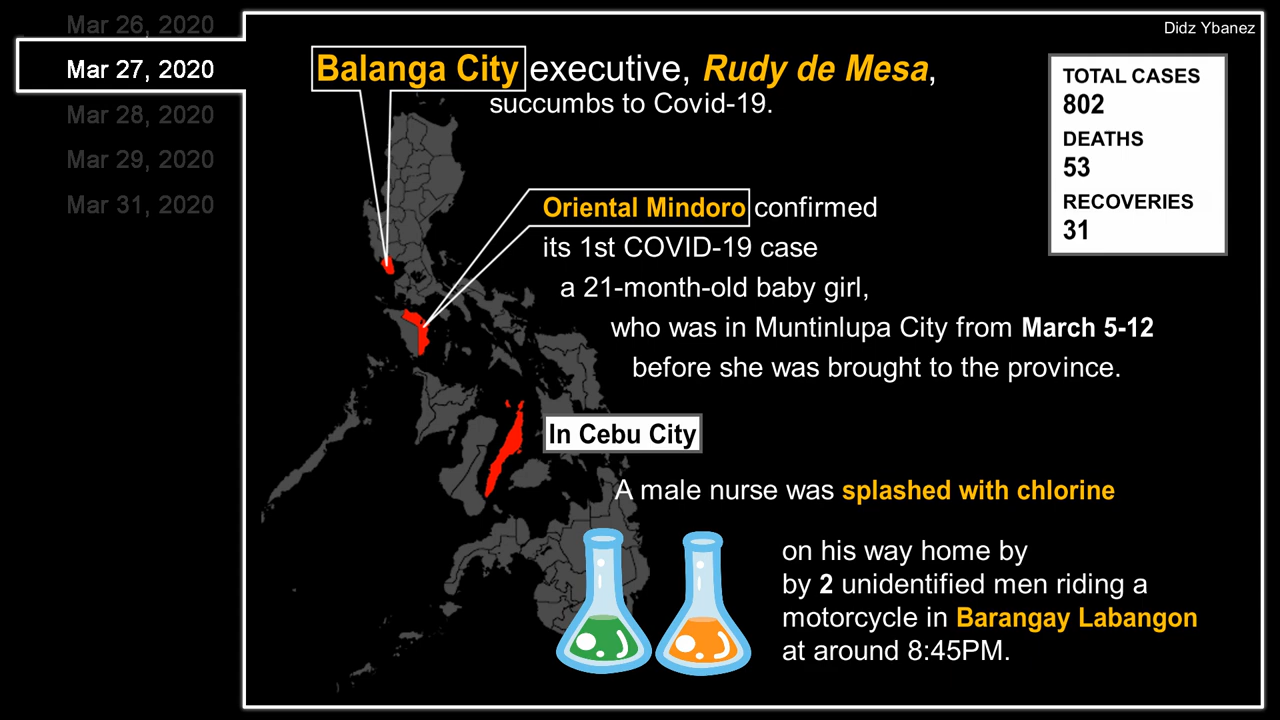 Mar 26, 2020
Mar 27, 2020
Mar 28, 2020
Mar 29, 2020
Mar 31, 2020
Didz Ybanez
Balanga City executive, Rudy de Mesa,
succumbs to Covid-19.
TOTAL CASES
802
DEATHS
53
RECOVERIES
31
Oriental Mindoro confirmed
its 1st COVID-19 case
a 21-month-old baby girl,
who was in Muntinlupa City from March 5-12
before she was brought to the province.
In Cebu City
A male nurse was splashed with chlorine
on his way home by
by 2 unidentified men riding a
motorcycle in Barangay Labangon
at around 8:45PM.